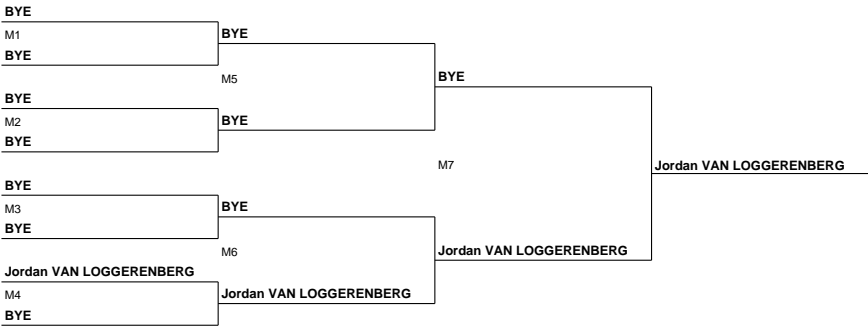 BYE
M1
BYE
BYE
M5
BYE
M2
BYE
BYE
BYE
M7
Jordan VAN LOGGERENBERG
BYE
M3
BYE
BYE
M6
Jordan VAN LOGGERENBERG
Jordan VAN LOGGERENBERG
M4
BYE
Jordan VAN LOGGERENBERG